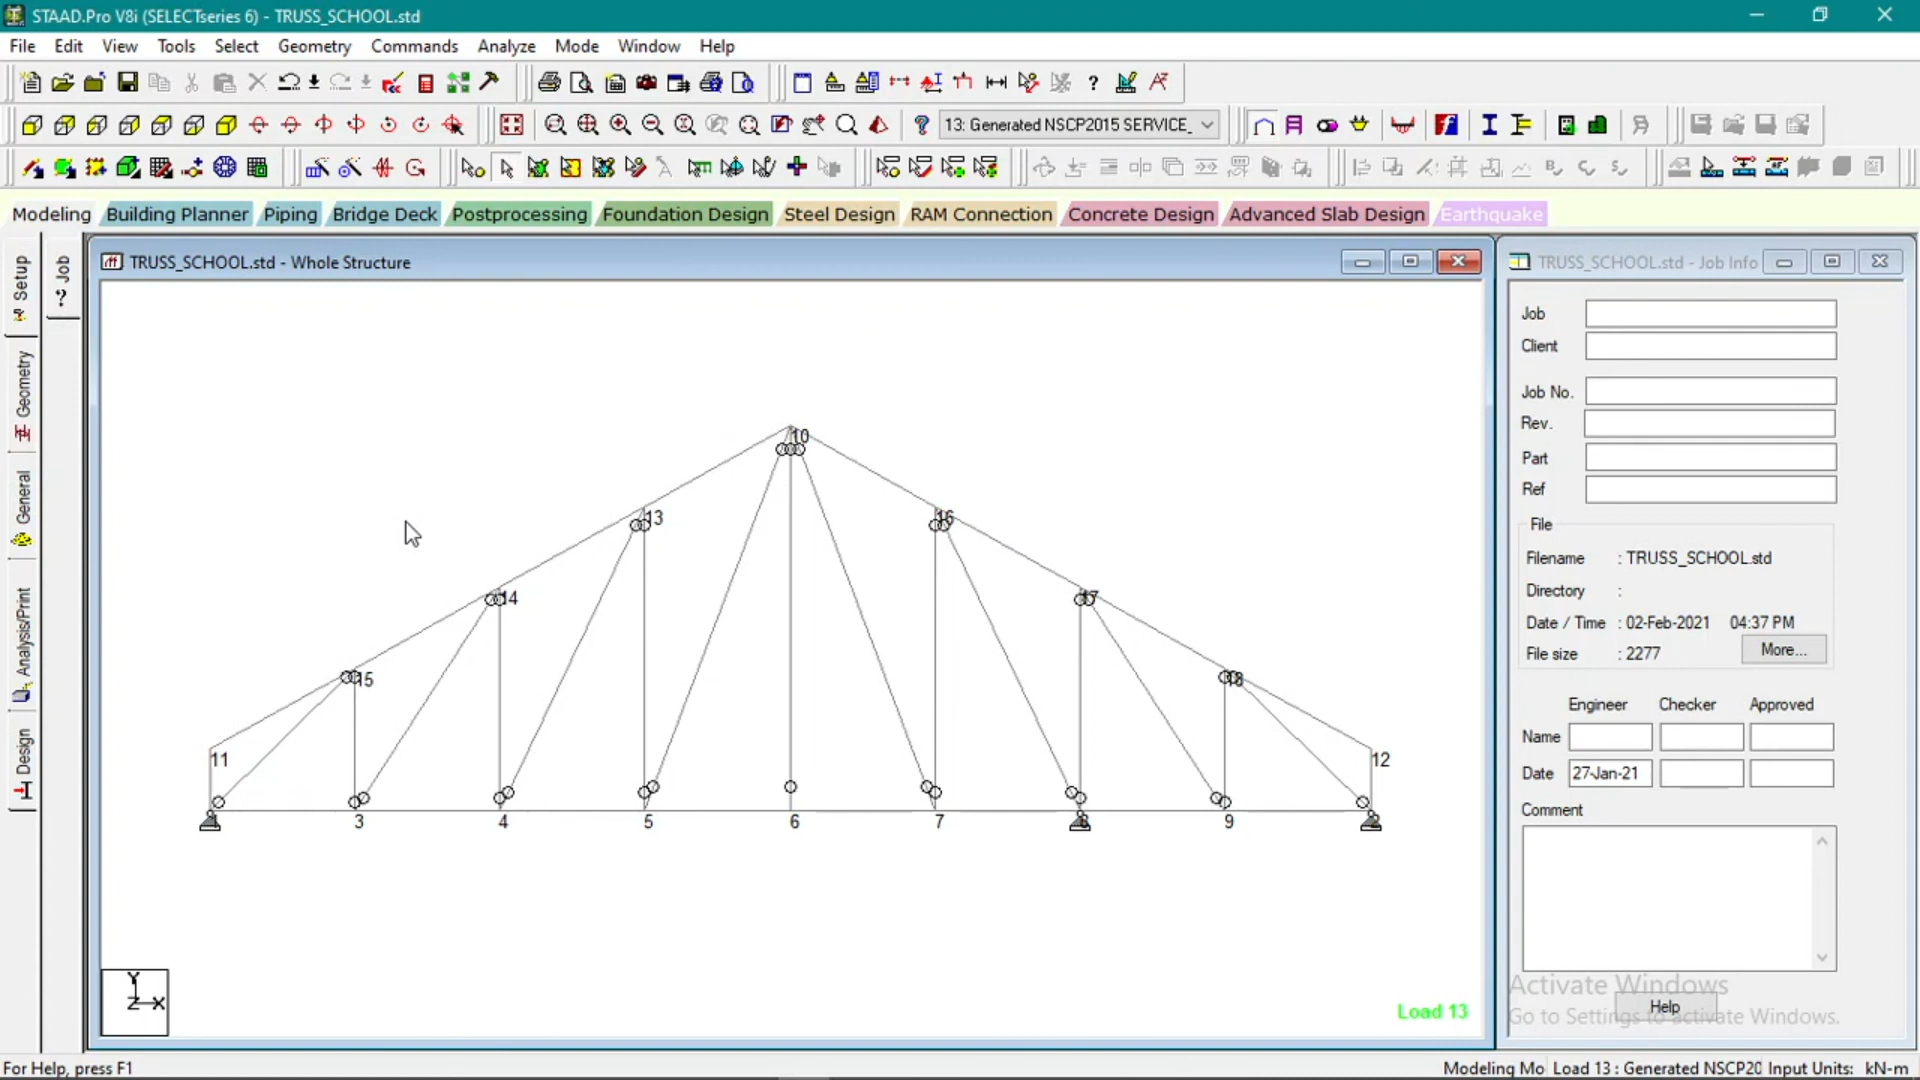 STAAD.Pro V8i (SELECTseries 6) - TRUSS_SCHOOL.std
File Edit View Tools Select Geometry Commands Analyze Mode Window Help
13: Generated NSCP2015 SERVICE_
Modeling Building Planner Piping Bridge Deck Postprocessing Foundation Design Steel Design RAM Connection Concrete Design Advanced Slab Design Earthquake
Setup
Geometry
General
Analysis/Print
Design
Job
TRUSS_SCHOOL.std - Whole Structure
10
13
16
14
17
15
18
11
12
3
4
5
6
7
8
9
2
Y
Z X
Load 13
TRUSS_SCHOOL.std - Job Info
Job
Client
Job No.
Rev.
Part
Ref
File
Filename : TRUSS_SCHOOL.std
Directory :
Date / Time : 02-Feb-2021 04:37 PM
File size : 2277
More...
Engineer Checker Approved
Name
Date 27-Jan-21
Comment
Help
Activate Windows
Go to Settings to activate Windows.
For Help, press F1
Modeling Mo Load 13 : Generated NSCP20 Input Units: kN-m